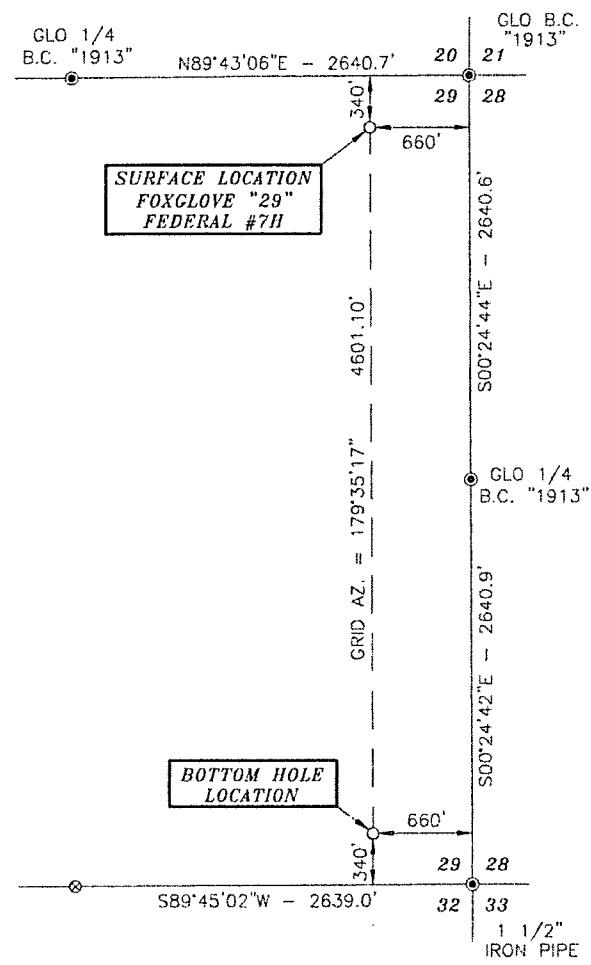 GLO 1/4
B.C. "1913"
N89°43'06"E - 2640.7'
GLO B.C.
"1913"
20 21
29 28
340'
660'
SURFACE LOCATION
FOXGLOVE "29"
FEDERAL #7H
S00°24'44"E - 2640.6'
4601.10'
GRID AZ. = 179°35'17"
GLO 1/4
B.C. "1913"
S00°24'42"E - 2640.9'
BOTTOM HOLE
LOCATION
660'
340'
29 28
32 33
S89°45'02"W - 2639.0'
1 1/2"
IRON PIPE